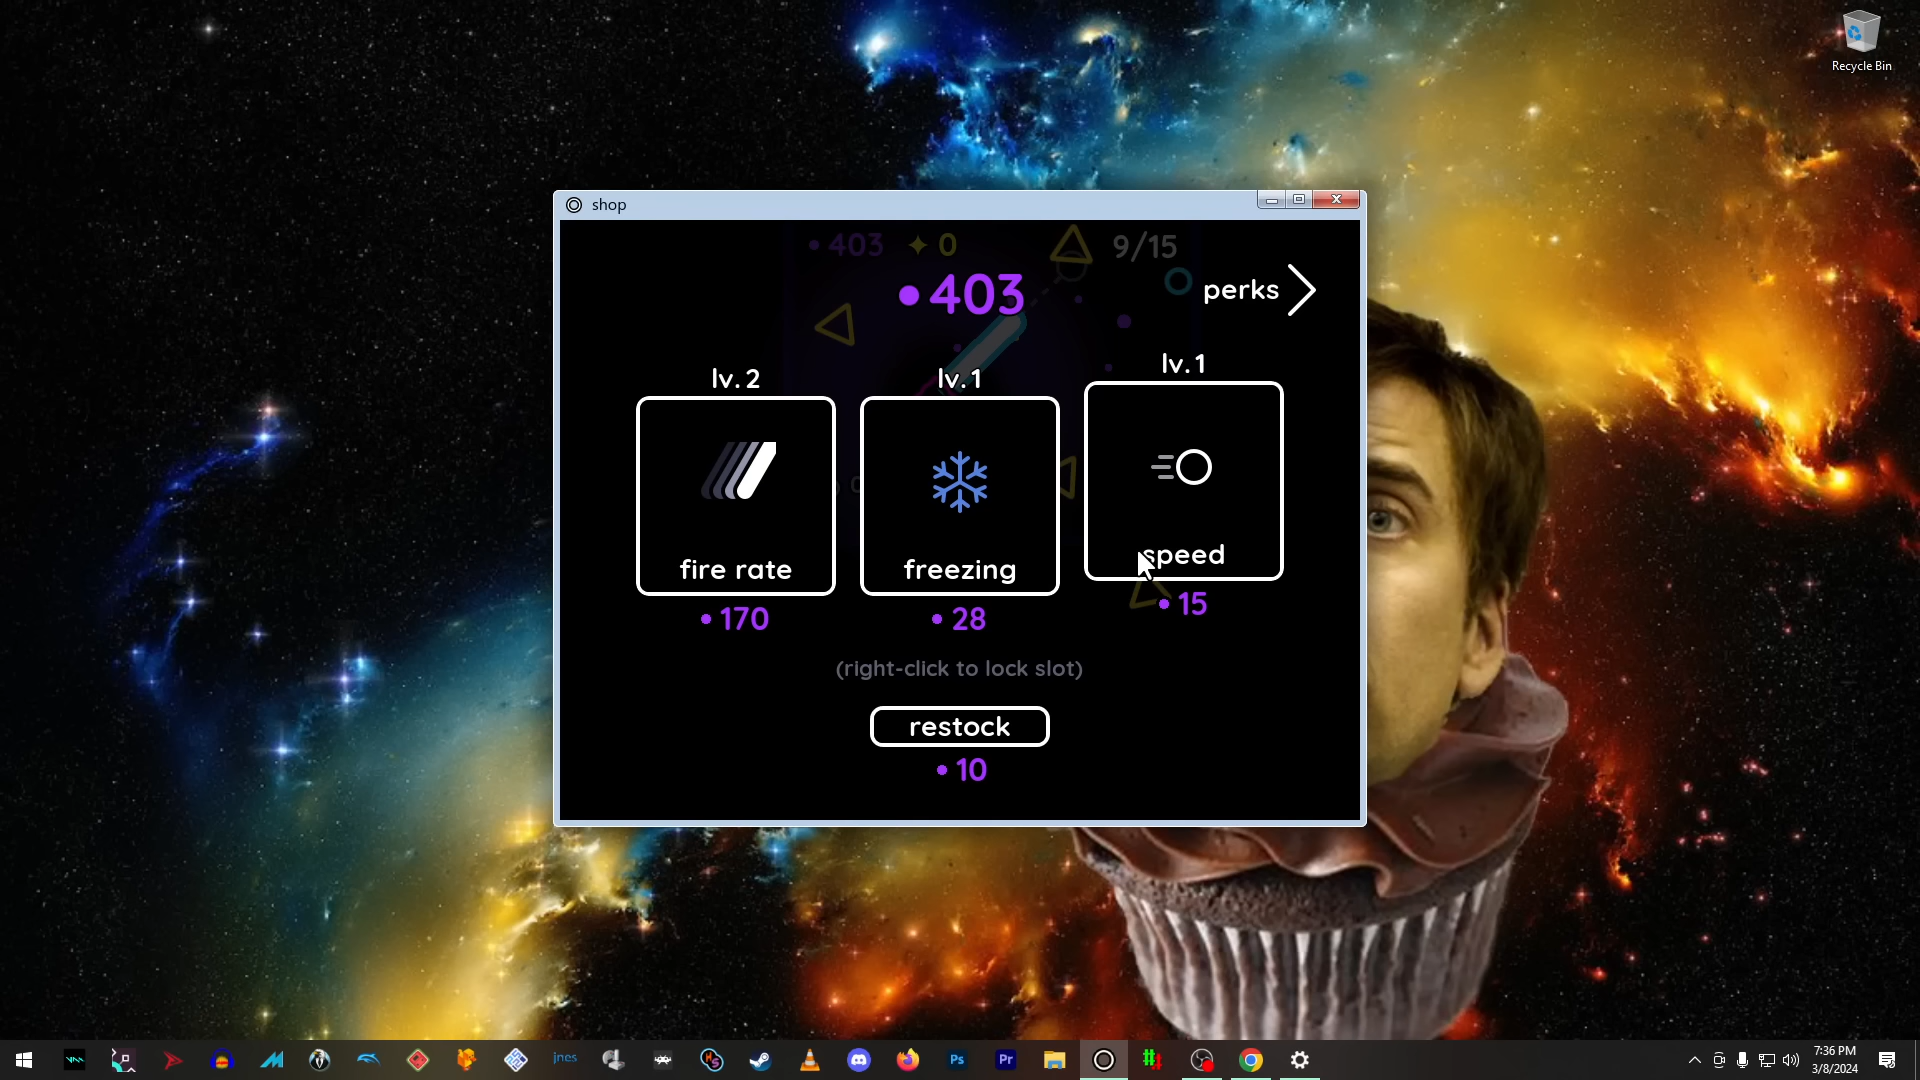 Recycle Bin
shop
403 0 9/15
403
perks
lv. 2
lv. 1
lv. 1
fire rate
freezing
speed
170
28
15
(right-click to lock slot)
restock
10
jnes
Ps
Pr
7:36 PM
3/8/2024